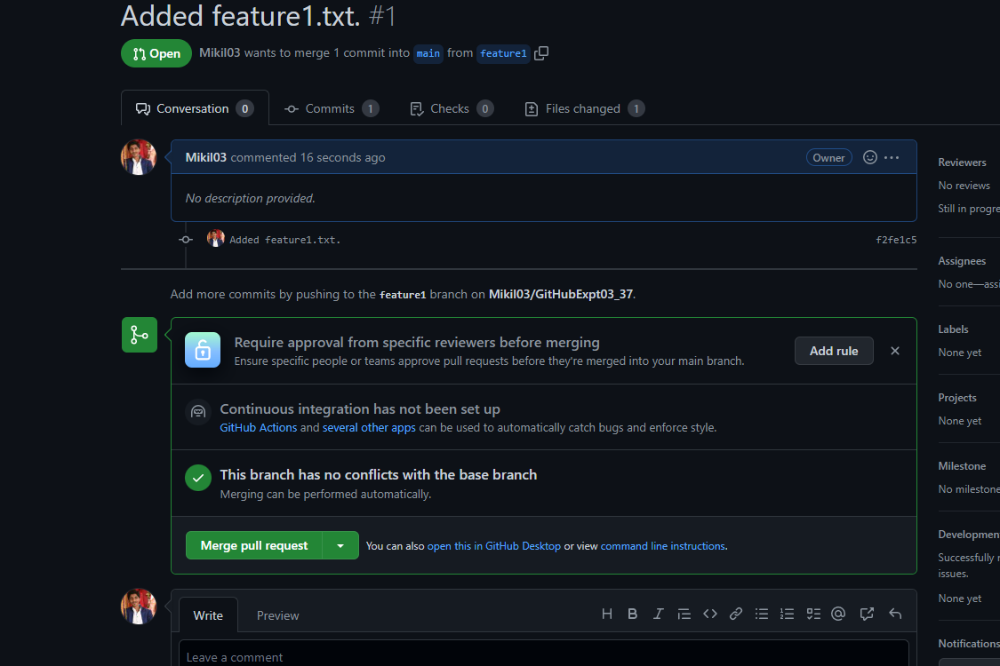 Added feature1.txt. #1
Open Mikil03 wants to merge 1 commit into main from feature1
Conversation 0 Commits 1 Checks 0 Files changed 1
Mikil03 commented 16 seconds ago Owner
No description provided.
Added feature1.txt. f2fe1c5
Add more commits by pushing to the feature1 branch on Mikil03/GitHubExpt03_37.
Require approval from specific reviewers before merging
Ensure specific people or teams approve pull requests before they're merged into your main branch.
Add rule
Continuous integration has not been set up
GitHub Actions and several other apps can be used to automatically catch bugs and enforce style.
This branch has no conflicts with the base branch
Merging can be performed automatically.
Merge pull request You can also open this in GitHub Desktop or view command line instructions.
Write Preview
Leave a comment
Reviewers
No reviews
Still in progre
Assignees
No one—assi
Labels
None yet
Projects
None yet
Milestone
No milestone
Developmen
Successfully
issues.
None yet
Notifications